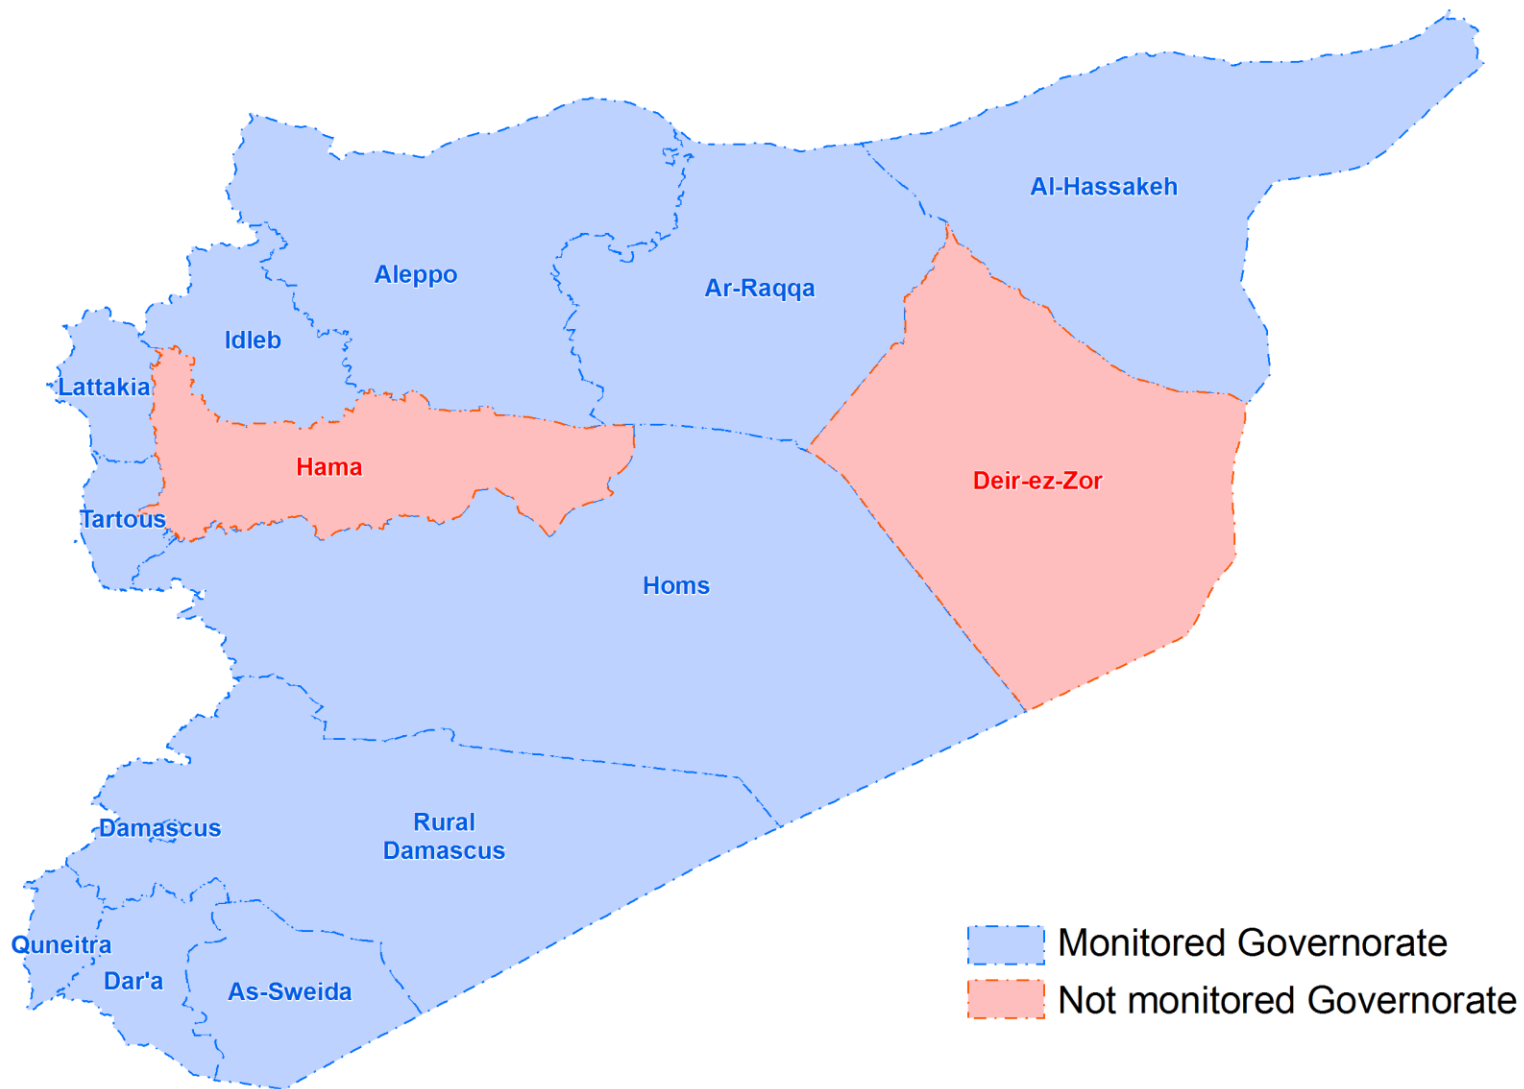 Al-Hassakeh
Aleppo
Ar-Raqqa
Idleb
Lattakia
Hama
Deir-ez-Zor
Tartous
Homs
Damascus
Rural
Damascus
Quneitra
Dar'a
As-Sweida
Monitored Governorate
Not monitored Governorate